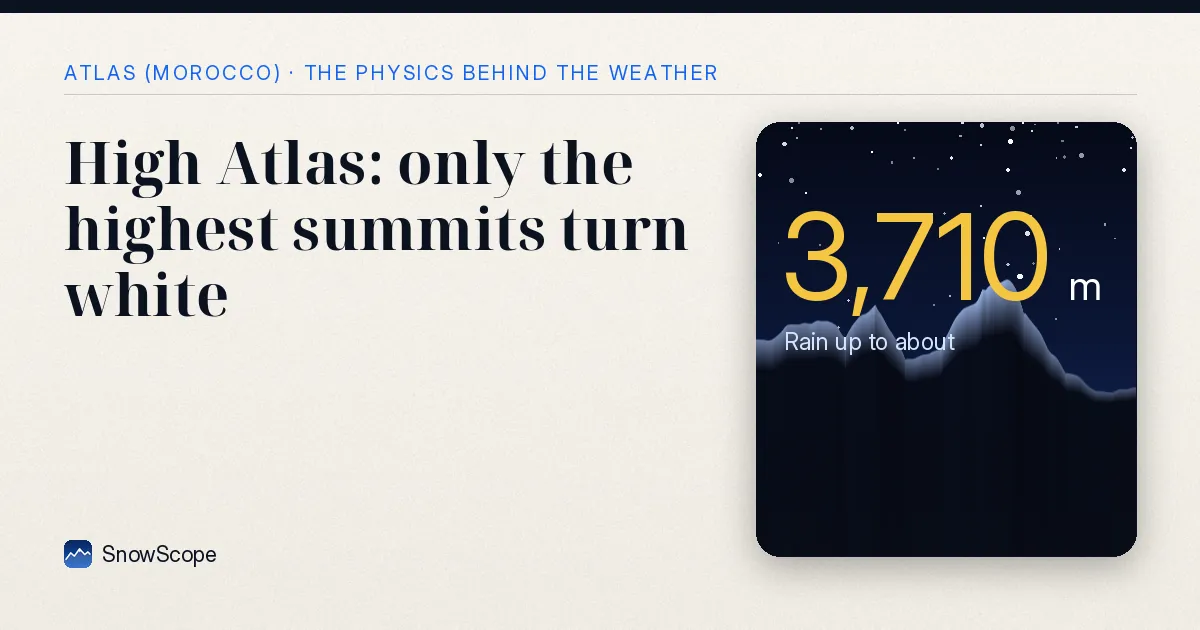 ATLAS (MOROCCO) · THE PHYSICS BEHIND THE WEATHER
High Atlas: only the
highest summits turn
white
3,710 m
Rain up to about
SnowScope